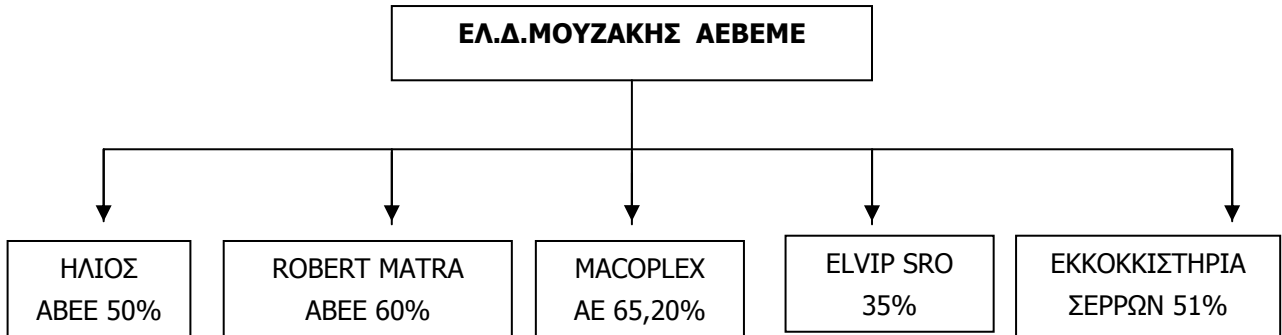 ΕΛ.Δ.ΜΟΥΖΑΚΗΣ ΑΕΒΕΜΕ
ΗΛΙΟΣ
ΑΒΕΕ 50%
ROBERT MATRA
ΑΒΕΕ 60%
MACOPLEX
ΑΕ 65,20%
ELVIP SRO
35%
ΕΚΚΟΚΚΙΣΤΗΡΙΑ
ΣΕΡΡΩΝ 51%